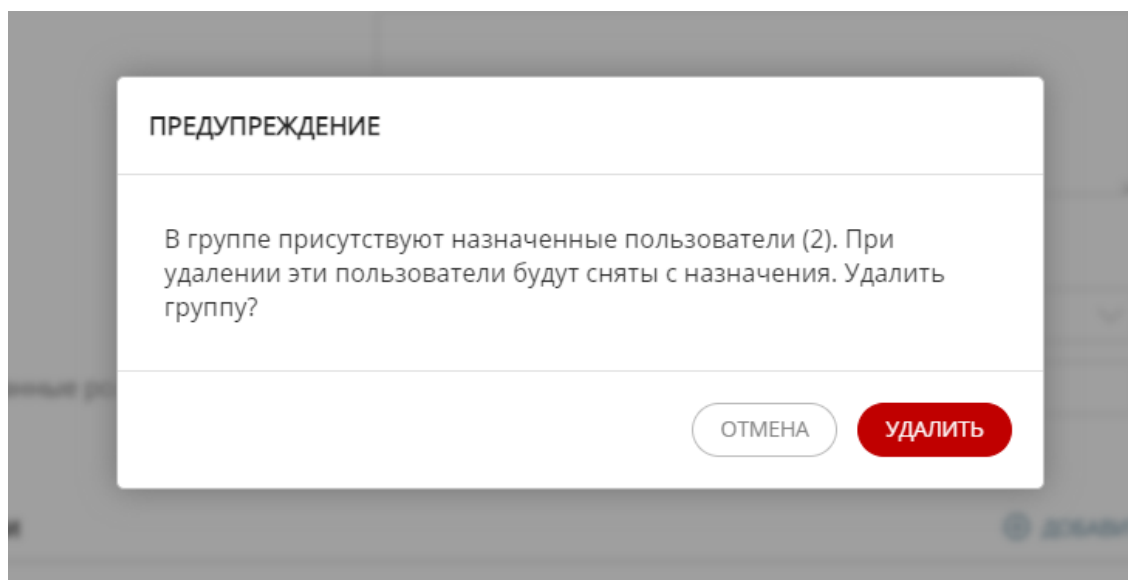 ПРЕДУПРЕЖДЕНИЕ
В группе присутствуют назначенные пользователи (2). При
удалении эти пользователи будут сняты с назначения. Удалить
группу?
ОТМЕНА
УДАЛИТЬ